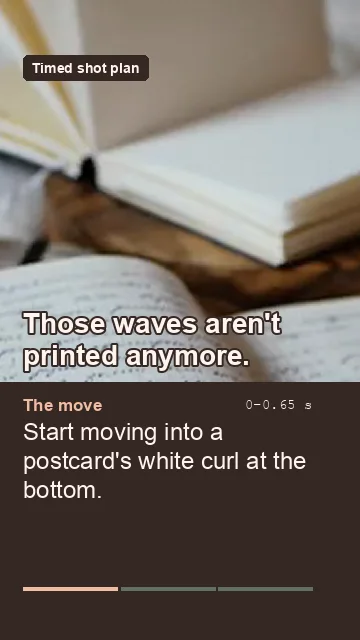 Timed shot plan
Those waves aren't
printed anymore.
The move
0–0.65 s
Start moving into a
postcard's white curl at the
bottom.